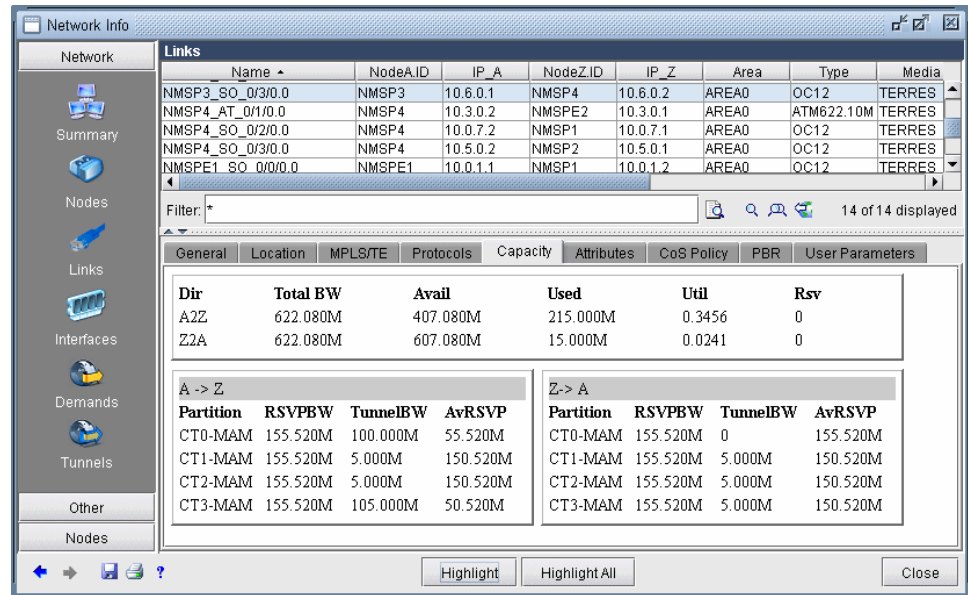 Network Info
Network
Summary
Nodes
Links
Interfaces
Demands
Tunnels
Other
Nodes
Links
Name NodeA.ID IP_A NodeZ.ID IP_Z Area Type Media
NMSP3_SO_0/3/0.0 NMSP3 10.6.0.1 NMSP4 10.6.0.2 AREA0 OC12 TERRES
NMSP4_AT_0/1/0.0 NMSP4 10.3.0.2 NMSPE2 10.3.0.1 AREA0 ATM622.10M TERRES
NMSP4_SO_0/2/0.0 NMSP4 10.0.7.2 NMSP1 10.0.7.1 AREA0 OC12 TERRES
NMSP4_SO_0/3/0.0 NMSP4 10.5.0.2 NMSP2 10.5.0.1 AREA0 OC12 TERRES
NMSPE1_SO_0/0/0.0 NMSPE1 10.0.1.1 NMSP1 10.0.1.2 AREA0 OC12 TERRES
Filter: * 14 of 14 displayed
General Location MPLS/TE Protocols Capacity Attributes CoS Policy PBR User Parameters
Dir Total BW Avail Used Util Rsv
A2Z 622.080M 407.080M 215.000M 0.3456 0
Z2A 622.080M 607.080M 15.000M 0.0241 0
A -> Z
Partition RSVPBW TunnelBW AvRSVP
CT0-MAM 155.520M 100.000M 55.520M
CT1-MAM 155.520M 5.000M 150.520M
CT2-MAM 155.520M 5.000M 150.520M
CT3-MAM 155.520M 105.000M 50.520M
Z-> A
Partition RSVPBW TunnelBW AvRSVP
CT0-MAM 155.520M 0 155.520M
CT1-MAM 155.520M 5.000M 150.520M
CT2-MAM 155.520M 5.000M 150.520M
CT3-MAM 155.520M 5.000M 150.520M
? Highlight Highlight All Close